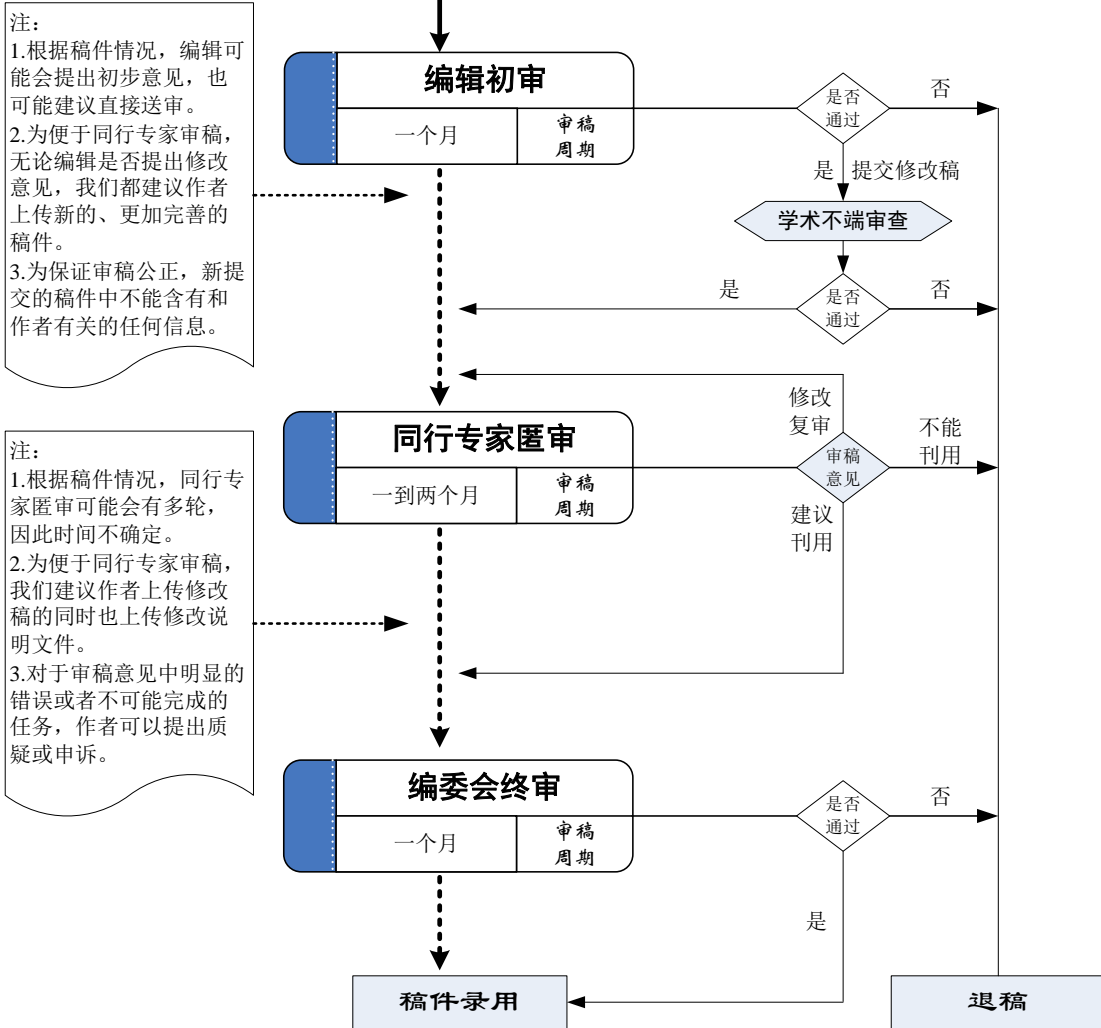 注：
1.根据稿件情况，编辑可
能会提出初步意见，也
可能建议直接送审。
2.为便于同行专家审稿，
无论编辑是否提出修改
意见，我们都建议作者
上传新的、更加完善的
稿件。
3.为保证审稿公正，新提
交的稿件中不能含有和
作者有关的任何信息。
编辑初审
一个月
审稿
周期
是否
通过
否
是
提交修改稿
学术不端审查
是
是否
通过
否
注：
1.根据稿件情况，同行专
家匿审可能会有多轮，
因此时间不确定。
2.为便于同行专家审稿，
我们建议作者上传修改
稿的同时也上传修改说
明文件。
3.对于审稿意见中明显的
错误或者不可能完成的
任务，作者可以提出质
疑或申诉。
同行专家匿审
一到两个月
审稿
周期
修改
复审
审稿
意见
不能
刊用
建议
刊用
编委会终审
一个月
审稿
周期
是否
通过
否
是
稿件录用
退稿